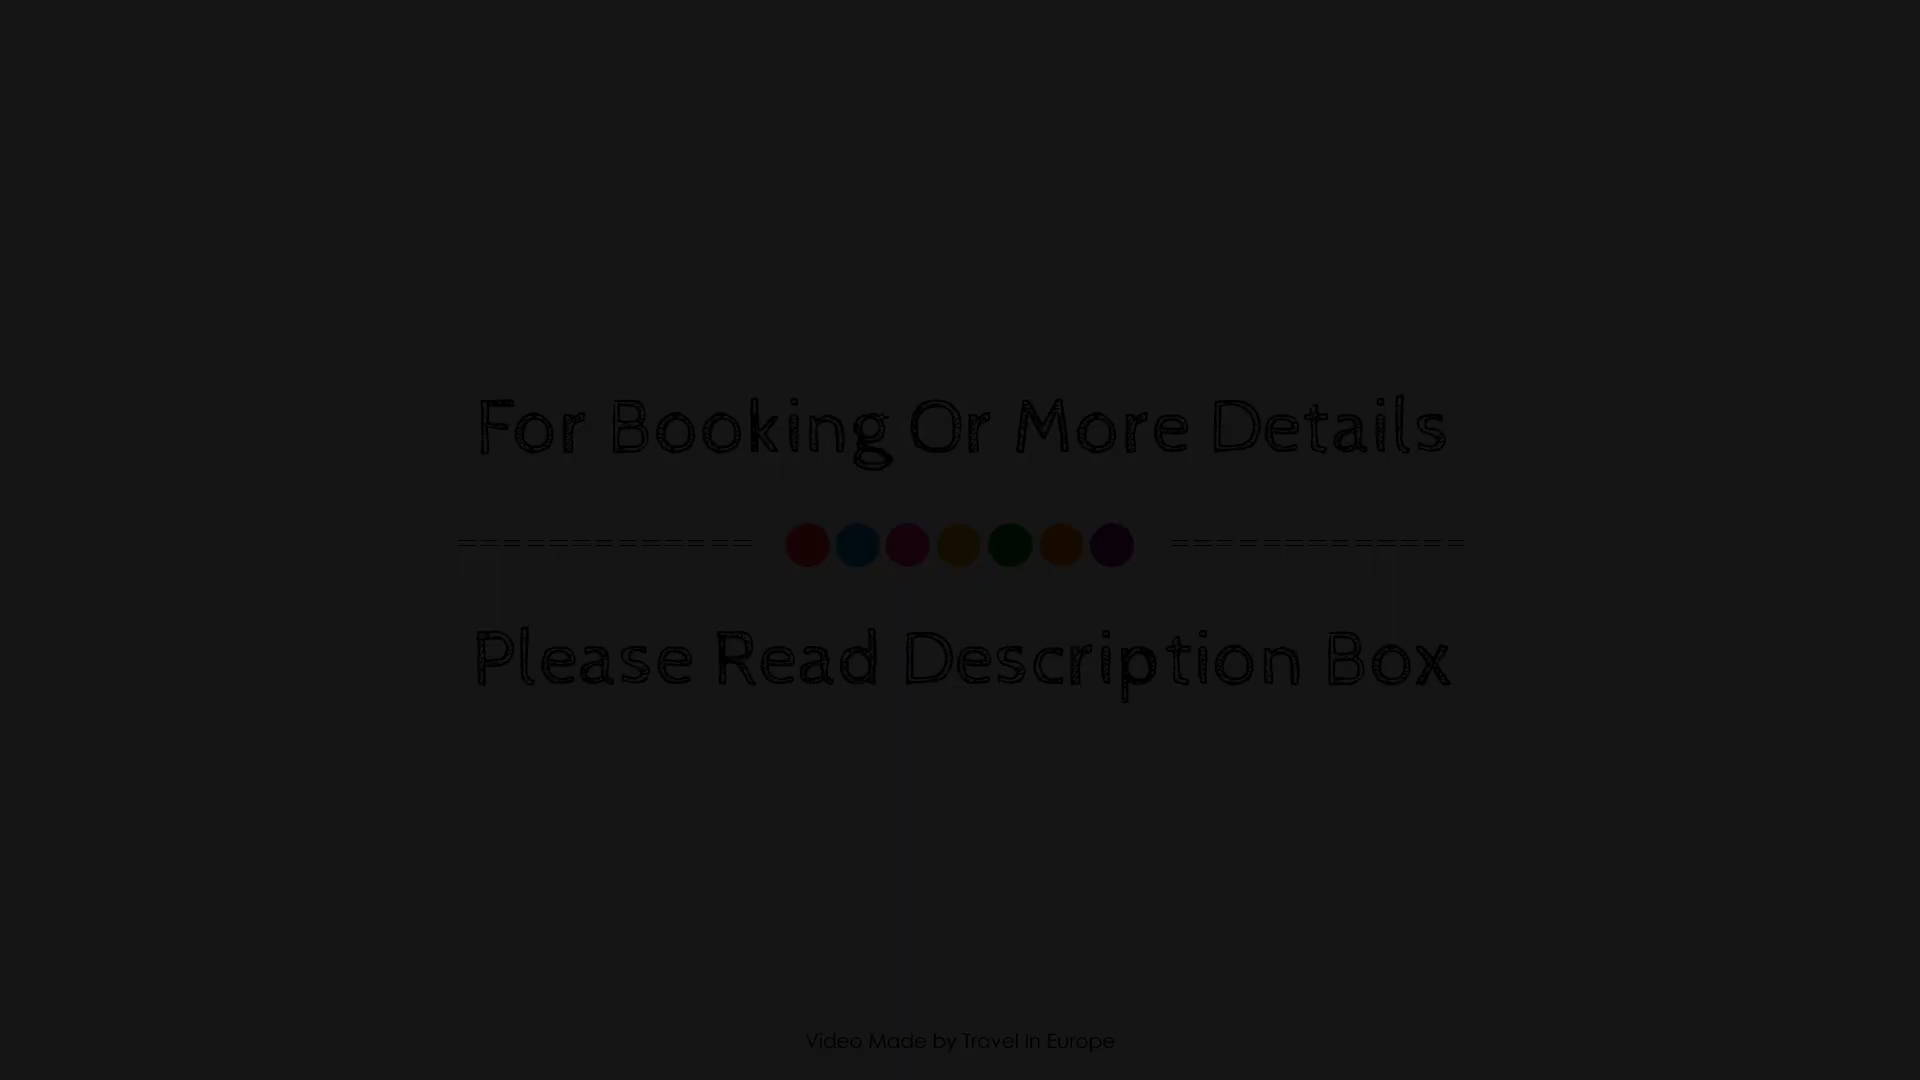 For Booking Or More Details
============= =============
Please Read Description Box
Video Made by Travel In Europe